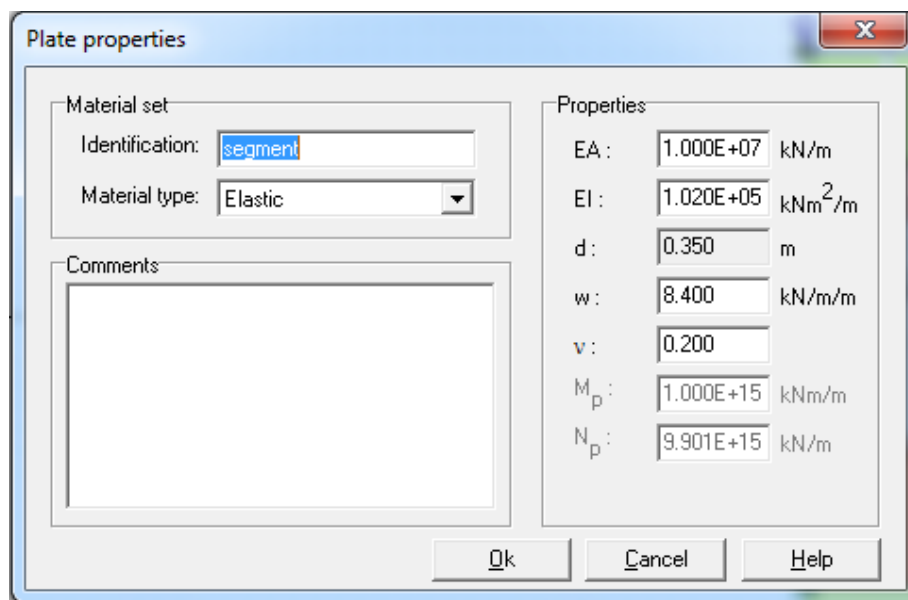 Plate properties
Material set
Identification: segment
Material type: Elastic
Comments
Properties
EA : 1.000E+07 kN/m
EI : 1.020E+05 kNm²/m
d : 0.350 m
w : 8.400 kN/m/m
ν : 0.200
Mp : 1.000E+15 kNm/m
Np : 9.901E+15 kN/m
Ok Cancel Help